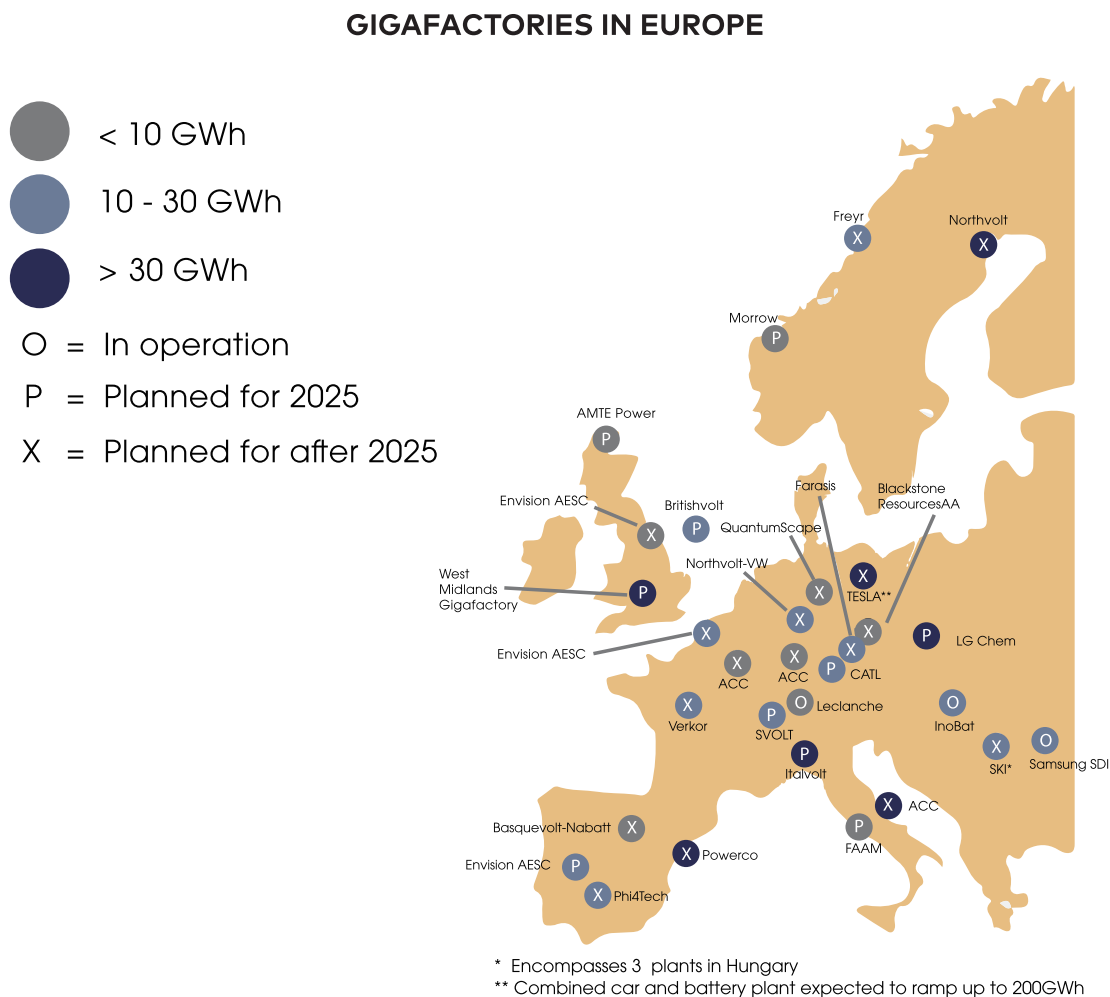 GIGAFACTORIES IN EUROPE
< 10 GWh
10 - 30 GWh
> 30 GWh
O = In operation
P = Planned for 2025
X = Planned for after 2025
Freyr
X
Northvolt
X
Morrow
P
AMTE Power
P
Envision AESC
X
Britishvolt
P
West
Midlands
Gigafactory
P
Farasis
X
Blackstone
ResourcesAA
X
QuantumScape
X
Northvolt-VW
X
X
TESLA**
P
LG Chem
Envision AESC
X
X
ACC
X
ACC
P
CATL
X
Verkor
P
SVOLT
O
Leclanche
O
InoBat
X
SKI*
O
Samsung SDI
P
Italvolt
X
ACC
P
FAAM
Basquevolt-Nabatt
X
X
Powerco
Envision AESC
P
X
Phi4Tech
* Encompasses 3 plants in Hungary
** Combined car and battery plant expected to ramp up to 200GWh